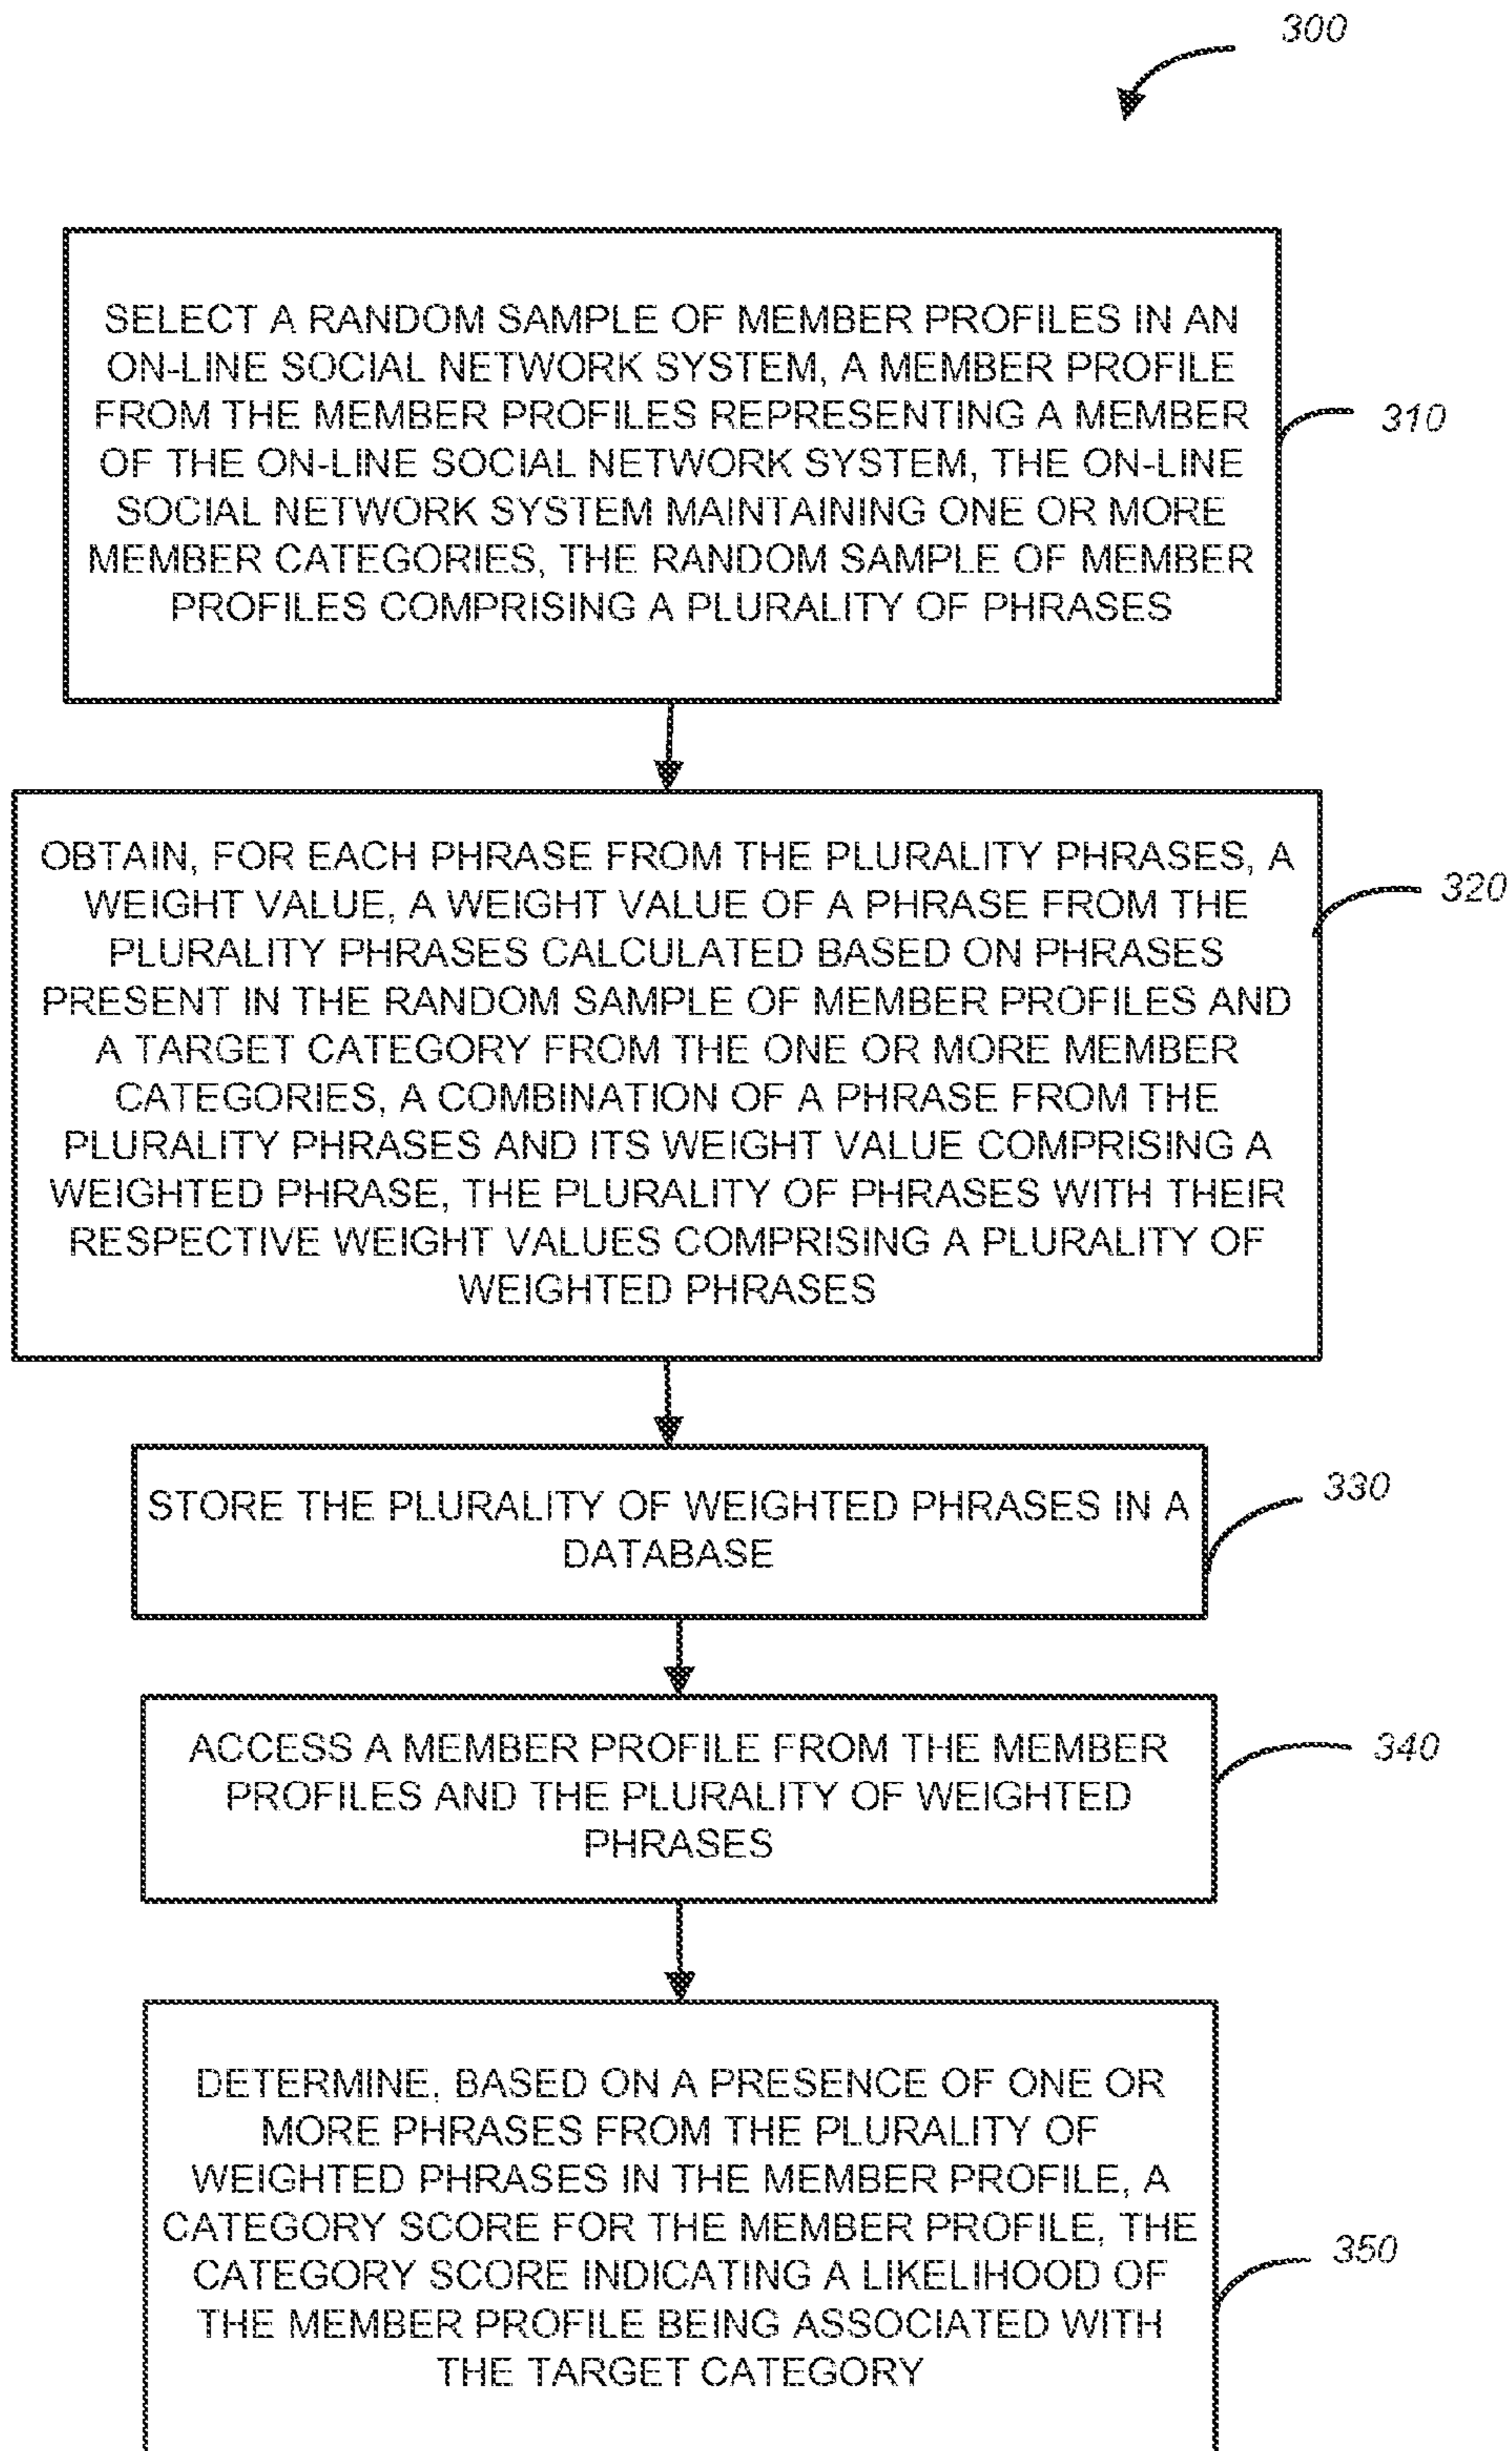 300
SELECT A RANDOM SAMPLE OF MEMBER PROFILES IN AN
ON-LINE SOCIAL NETWORK SYSTEM, A MEMBER PROFILE
FROM THE MEMBER PROFILES REPRESENTING A MEMBER
OF THE ON-LINE SOCIAL NETWORK SYSTEM, THE ON-LINE
SOCIAL NETWORK SYSTEM MAINTAINING ONE OR MORE
MEMBER CATEGORIES, THE RANDOM SAMPLE OF MEMBER
PROFILES COMPRISING A PLURALITY OF PHRASES
310
OBTAIN, FOR EACH PHRASE FROM THE PLURALITY PHRASES, A
WEIGHT VALUE, A WEIGHT VALUE OF A PHRASE FROM THE
PLURALITY PHRASES CALCULATED BASED ON PHRASES
PRESENT IN THE RANDOM SAMPLE OF MEMBER PROFILES AND
A TARGET CATEGORY FROM THE ONE OR MORE MEMBER
CATEGORIES, A COMBINATION OF A PHRASE FROM THE
PLURALITY PHRASES AND ITS WEIGHT VALUE COMPRISING A
WEIGHTED PHRASE, THE PLURALITY OF PHRASES WITH THEIR
RESPECTIVE WEIGHT VALUES COMPRISING A PLURALITY OF
WEIGHTED PHRASES
320
STORE THE PLURALITY OF WEIGHTED PHRASES IN A
DATABASE
330
ACCESS A MEMBER PROFILE FROM THE MEMBER
PROFILES AND THE PLURALITY OF WEIGHTED
PHRASES
340
DETERMINE, BASED ON A PRESENCE OF ONE OR
MORE PHRASES FROM THE PLURALITY OF
WEIGHTED PHRASES IN THE MEMBER PROFILE, A
CATEGORY SCORE FOR THE MEMBER PROFILE, THE
CATEGORY SCORE INDICATING A LIKELIHOOD OF
THE MEMBER PROFILE BEING ASSOCIATED WITH
THE TARGET CATEGORY
350